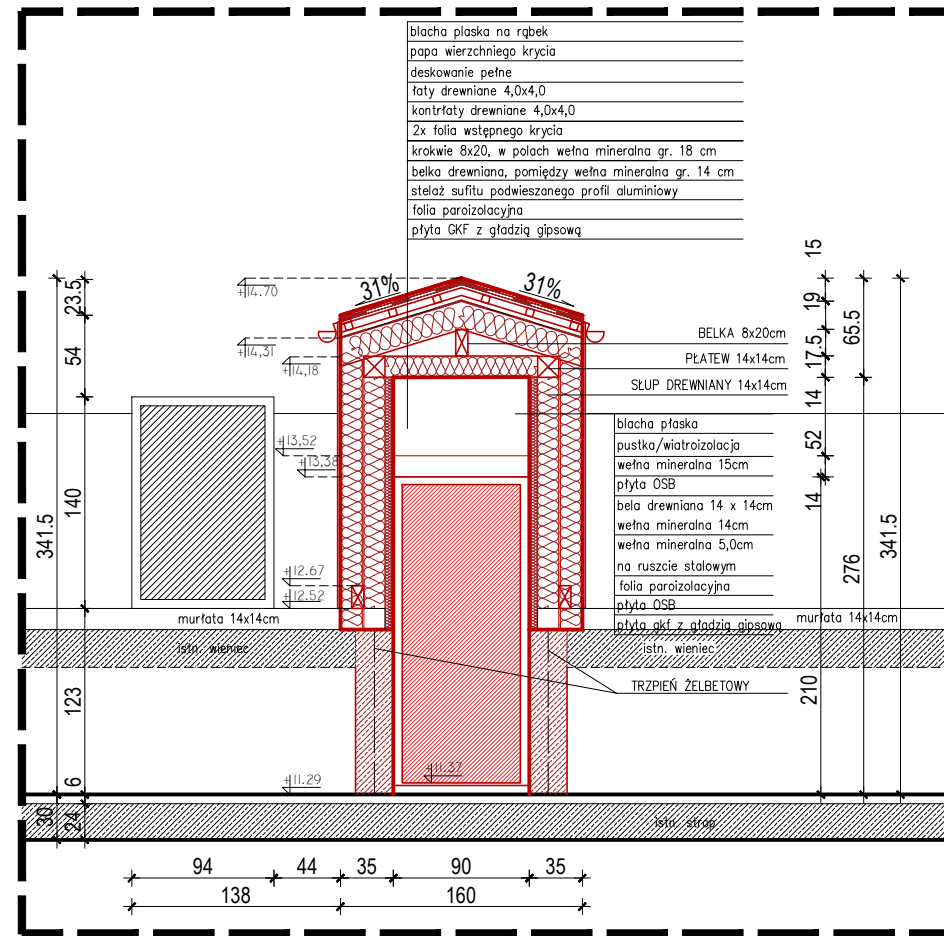 blacha plaska na rąbek
papa wierzchniego krycia
deskowanie pełne
łaty drewniane 4,0x4,0
kontrłaty drewniane 4,0x4,0
2x folia wstępnego krycia
krokwie 8x20, w polach wełna mineralna gr. 18 cm
belka drewniana, pomiędzy wełna mineralna gr. 14 cm
stelaż sufitu podwieszanego profil aluminiowy
folia paroizolacyjna
płyta GKF z gładzią gipsową
31%
31%
+14.70
+14,31
+14,18
+13,52
+13,38
+12.67
+12.52
+11.29
+11.37
BELKA 8x20cm
PŁATEW 14x14cm
SŁUP DREWNIANY 14x14cm
blacha płaska
pustka/wiatroizolacja
wełna mineralna 15cm
płyta OSB
bela drewniana 14 x 14cm
wełna mineralna 14cm
wełna mineralna 5,0cm
na ruszcie stalowym
folia paroizolacyjna
płyta OSB
płyta gkf z gładzią gipsową
murłata 14x14cm
murłata 14x14cm
istn. wieniec
istn. wieniec
TRZPIEŃ ŻELBETOWY
istn. strop
341.5
30
23.5
54
140
123
6
24
15
19
17.5
14
52
14
210
65.5
276
341.5
94
44
35
90
35
138
160